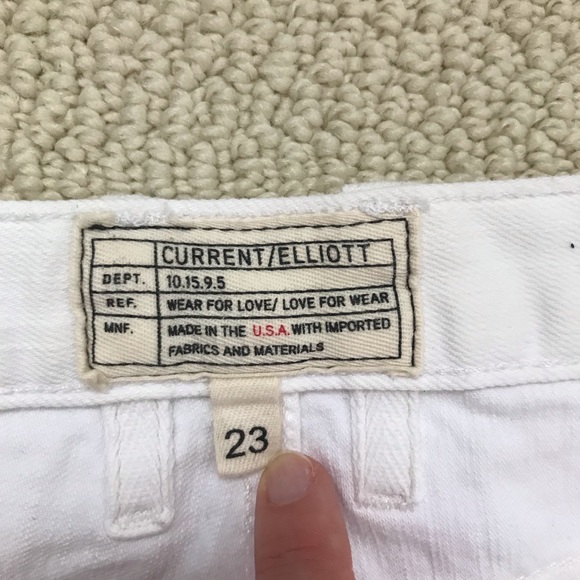 CURRENT/ELLIOTT
DEPT. 10.15.9.5
REF. WEAR FOR LOVE/ LOVE FOR WEAR
MNF. MADE IN THE U.S.A. WITH IMPORTED
FABRICS AND MATERIALS
23